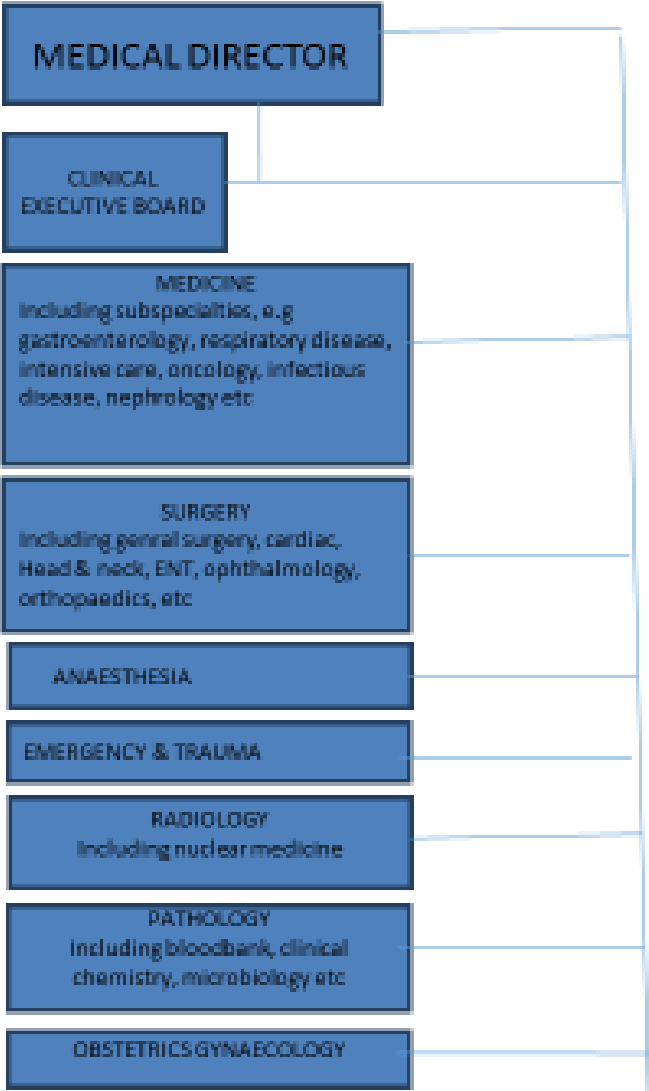 MEDICAL DIRECTOR
CLINICAL
EXECUTIVE BOARD
MEDICINE
Including subspecialties, e.g
gastroenterology, respiratory disease,
intensive care, oncology, infectious
disease, nephrology etc
SURGERY
Including genral surgery, cardiac,
Head & neck, ENT, ophthalmology,
orthopaedics, etc
ANAESTHESIA
EMERGENCY & TRAUMA
RADIOLOGY
Including nuclear medicine
PATHOLOGY
including bloodbank, clinical
chemistry, microbiology etc
OBSTETRICS GYNAECOLOGY